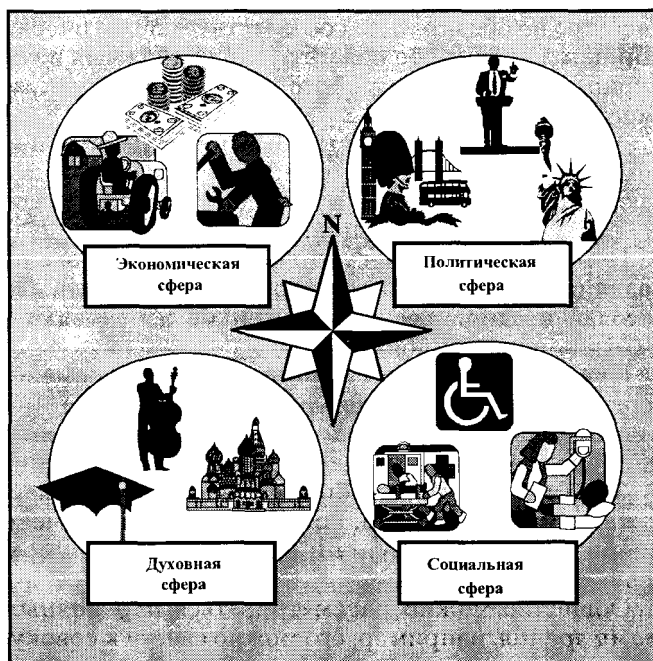 N
Экономическая
сфера
Политическая
сфера
Духовная
сфера
Социальная
сфера